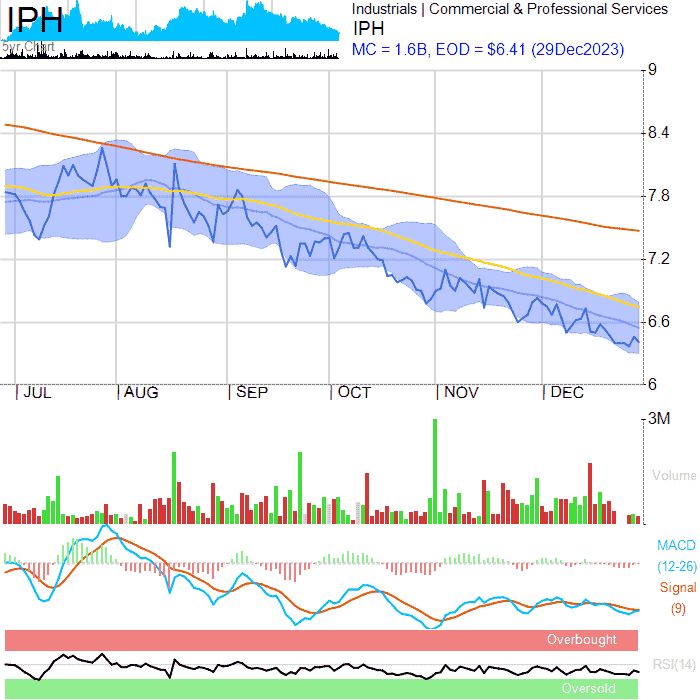 IPH
5yr Chart
Industrials | Commercial & Professional Services
IPH
MC = 1.6B, EOD = $6.41 (29Dec2023)
9
8.4
7.8
7.2
6.6
6
JUL AUG SEP OCT NOV DEC
3M
Volume
MACD
(12-26)
Signal
(9)
Overbought
RSI(14)
Oversold